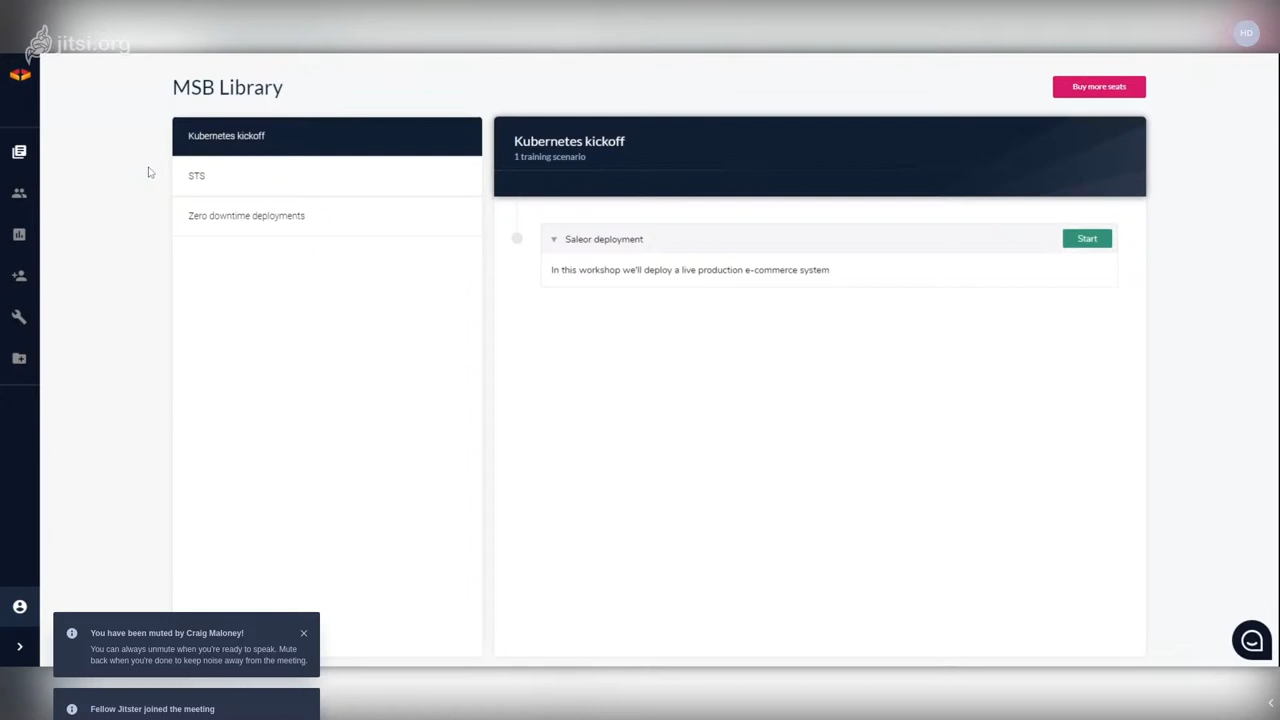 jitsi.org
HD
MSB Library
Buy more seats
Kubernetes kickoff
STS
Zero downtime deployments
Kubernetes kickoff
1 training scenario
Saleor deployment
Start
In this workshop we'll deploy a live production e-commerce system
You have been muted by Craig Maloney!
You can always unmute when you're ready to speak. Mute
back when you're done to keep noise away from the meeting.
Fellow Jitster joined the meeting